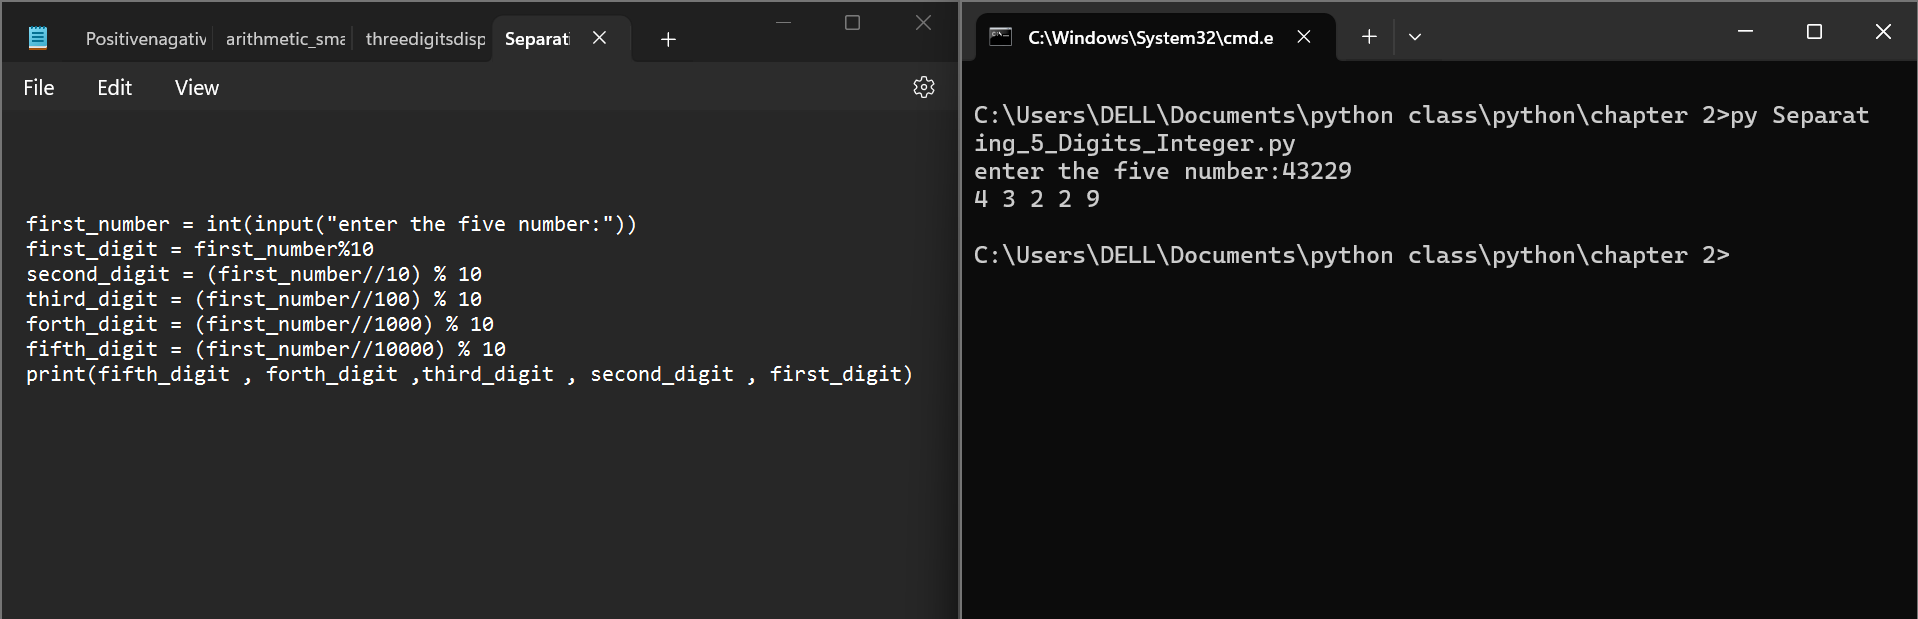 Positivenagativ arithmetic_sma threedigitsdisp Separati
File Edit View
first_number = int(input("enter the five number:"))
first_digit = first_number%10
second_digit = (first_number//10) % 10
third_digit = (first_number//100) % 10
forth_digit = (first_number//1000) % 10
fifth_digit = (first_number//10000) % 10
print(fifth_digit , forth_digit ,third_digit , second_digit , first_digit)
C:\Windows\System32\cmd.e
C:\Users\DELL\Documents\python class\python\chapter 2>py Separat
ing_5_Digits_Integer.py
enter the five number:43229
4 3 2 2 9
C:\Users\DELL\Documents\python class\python\chapter 2>